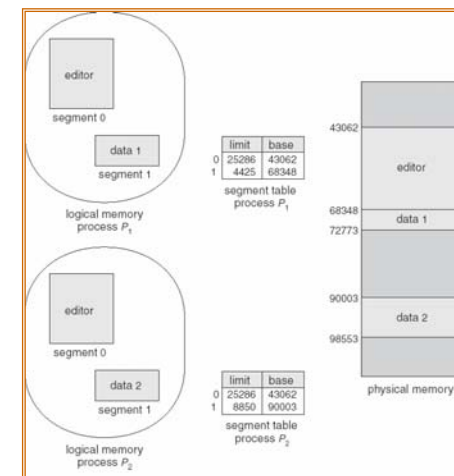 editor
segment 0
data 1
segment 1
logical memory
process P1
limit base
0 25286 43062
1 4425 68348
segment table
process P1
editor
segment 0
data 2
segment 1
logical memory
process P2
limit base
0 25286 43062
1 8850 90003
segment table
process P2
43062
editor
68348
data 1
72773
90003
data 2
98553
physical memory